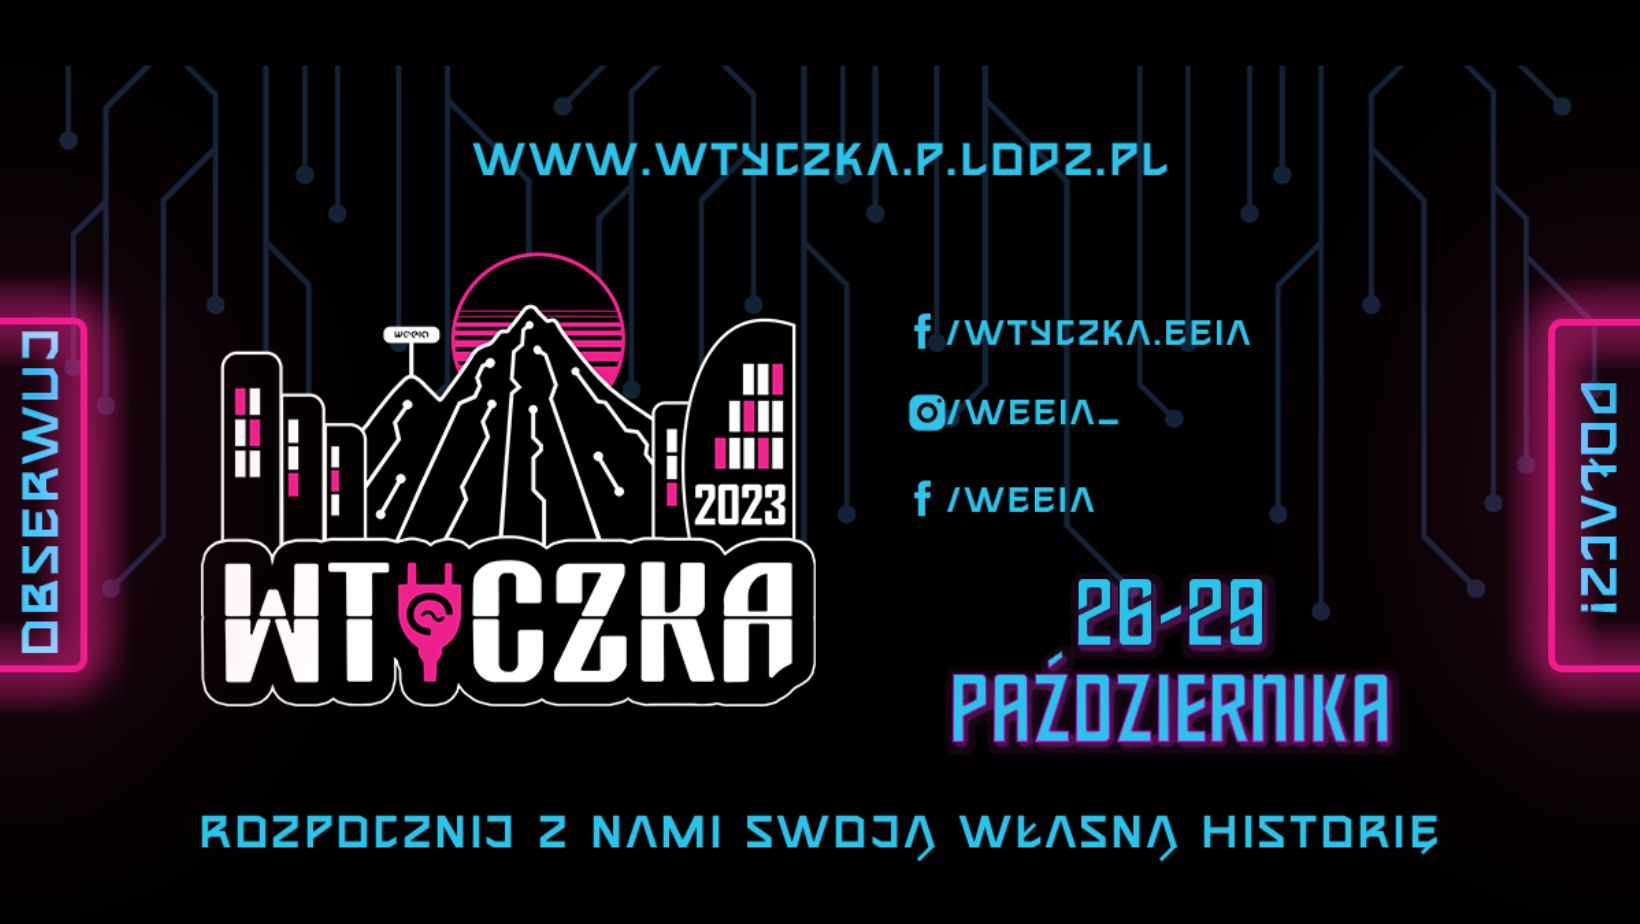 WWW.WTYCZKA.P.LODZ.PL
OBSERWUJ
weeia
2023
WTYCZKA
/WTYCZKA.EEIA
/WEEIA_
/WEEIA
26-29
PAŹDZIERNIKA
DOŁĄCZ!
ROZPOCZNIJ Z NAMI SWOJĄ WŁASNĄ HISTORIĘ